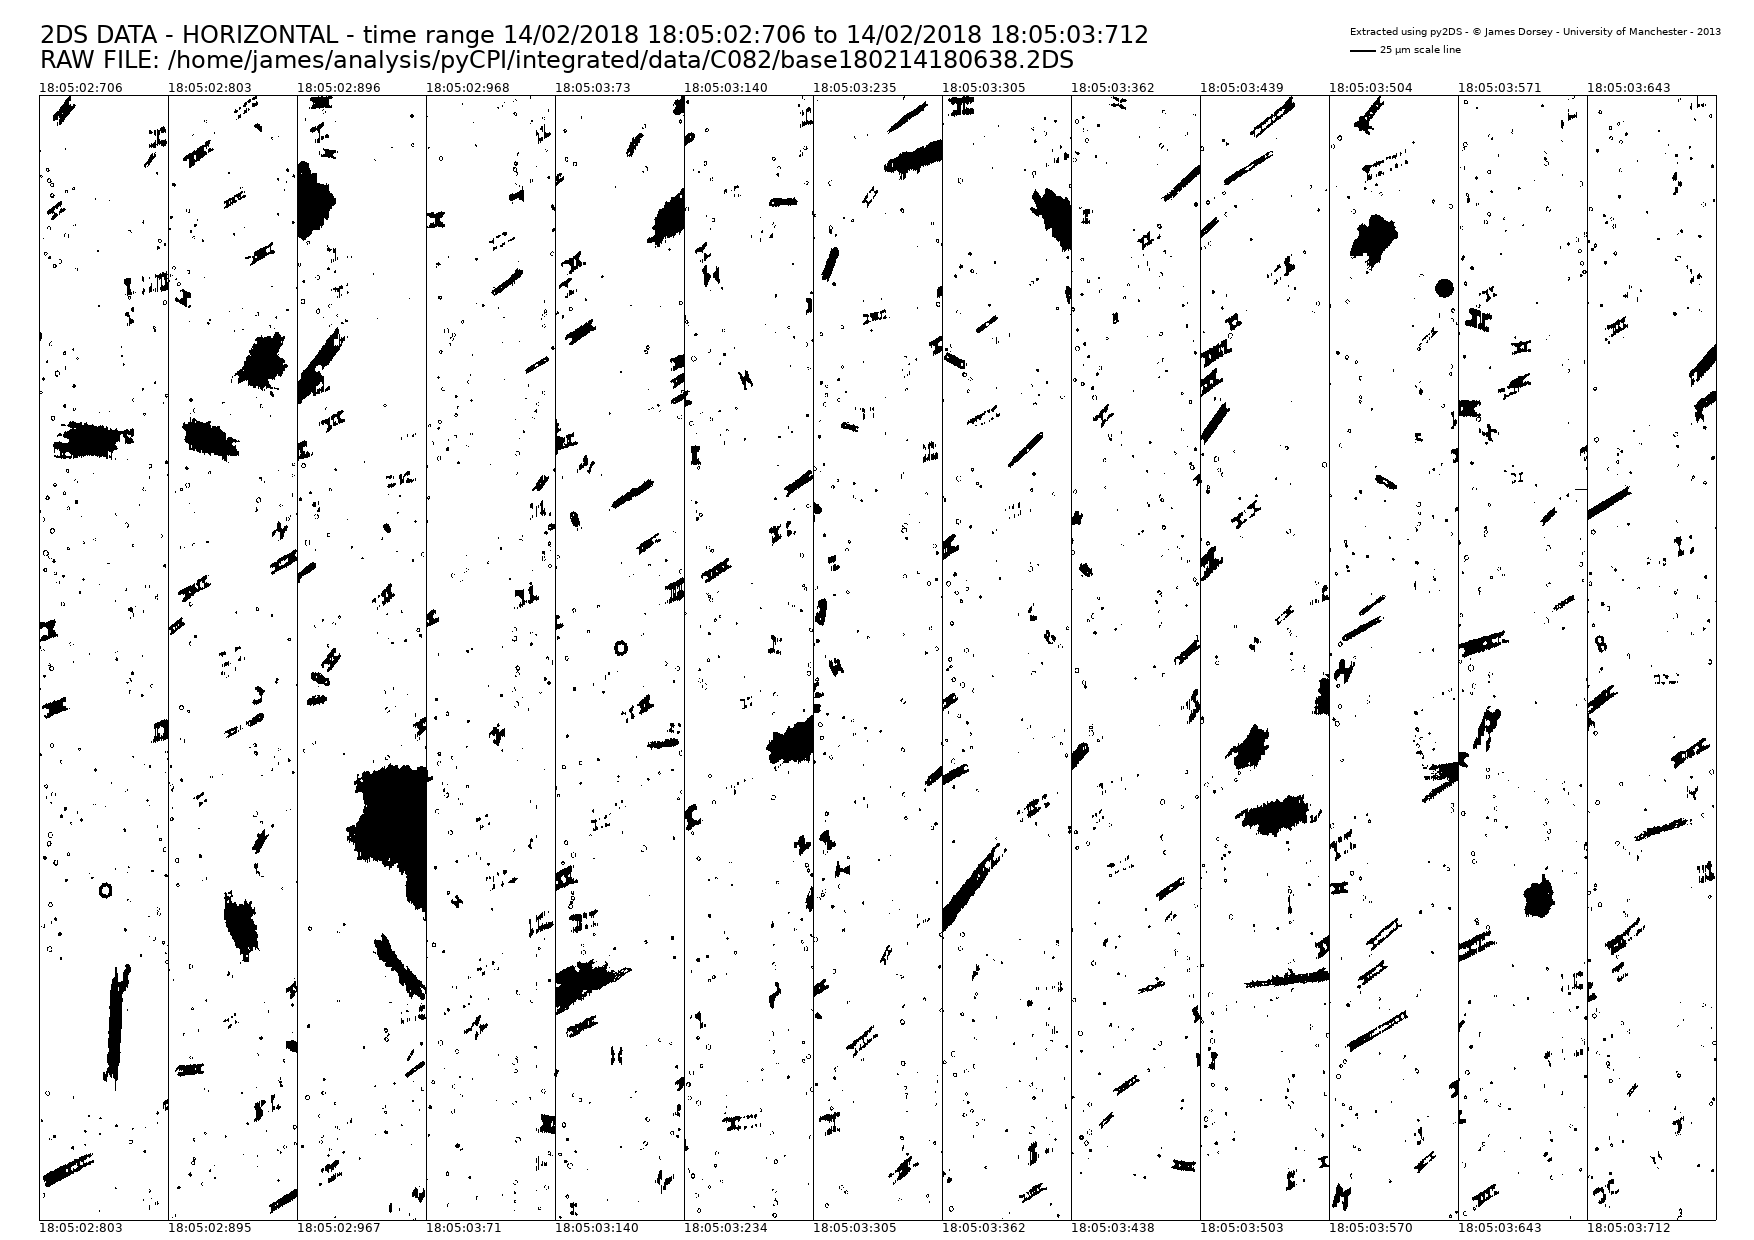 2DS DATA - HORIZONTAL - time range 14/02/2018 18:05:02:706 to 14/02/2018 18:05:03:712
RAW FILE: /home/james/analysis/pyCPI/integrated/data/C082/base180214180638.2DS
Extracted using py2DS - © James Dorsey - University of Manchester - 2013
25 µm scale line
18:05:02:706 18:05:02:803 18:05:02:896 18:05:02:968 18:05:03:73 18:05:03:140 18:05:03:235 18:05:03:305 18:05:03:362 18:05:03:439 18:05:03:504 18:05:03:571 18:05:03:643
18:05:02:803 18:05:02:895 18:05:02:967 18:05:03:71 18:05:03:140 18:05:03:234 18:05:03:305 18:05:03:362 18:05:03:438 18:05:03:503 18:05:03:570 18:05:03:643 18:05:03:712